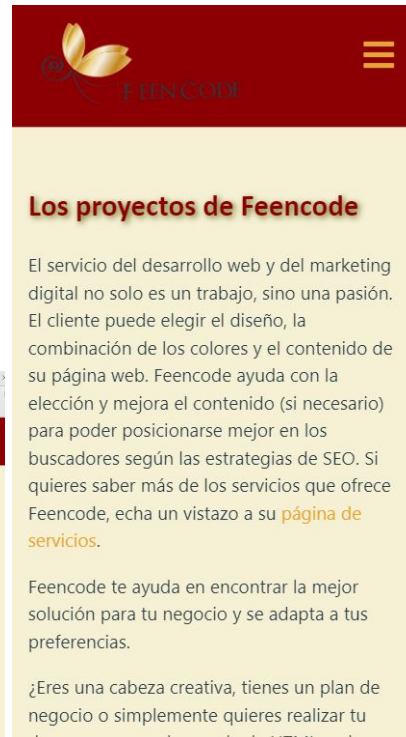 FEENCODE
Los proyectos de Feencode
El servicio del desarrollo web y del marketing
digital no solo es un trabajo, sino una pasión.
El cliente puede elegir el diseño, la
combinación de los colores y el contenido de
su página web. Feencode ayuda con la
elección y mejora el contenido (si necesario)
para poder posicionarse mejor en los
buscadores según las estrategias de SEO. Si
quieres saber más de los servicios que ofrece
Feencode, echa un vistazo a su página de
servicios.
Feencode te ayuda en encontrar la mejor
solución para tu negocio y se adapta a tus
preferencias.
¿Eres una cabeza creativa, tienes un plan de
negocio o simplemente quieres realizar tu